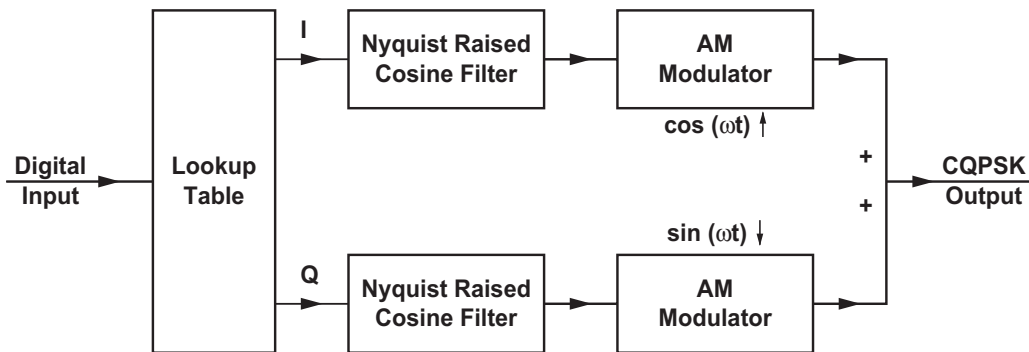 I
Nyquist Raised
Cosine Filter
AM
Modulator
cos (ωt)
Digital
Input
Lookup
Table
+
+
CQPSK
Output
sin (ωt)
Q
Nyquist Raised
Cosine Filter
AM
Modulator